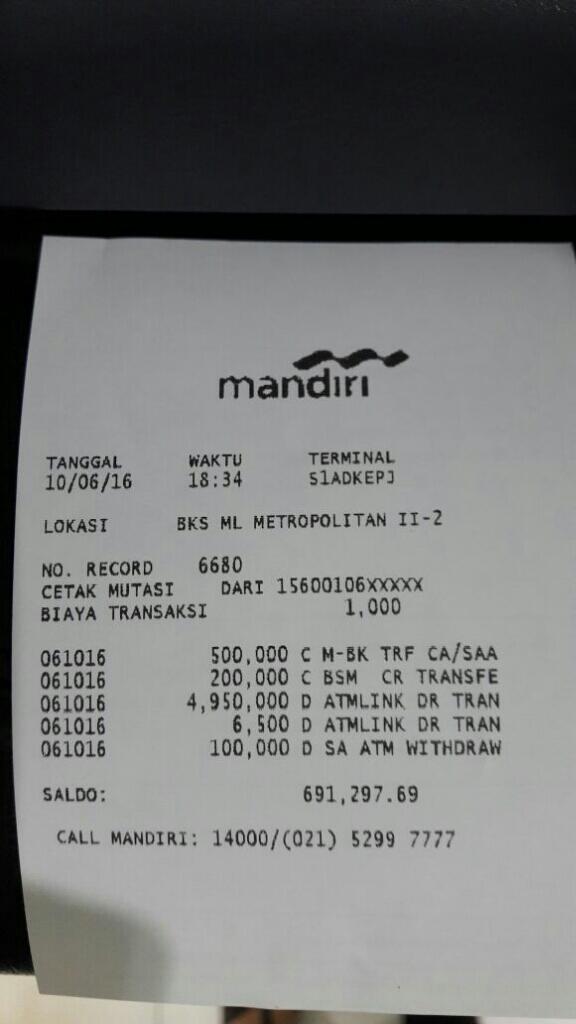 mandiri
TANGGAL WAKTU TERMINAL
10/06/16 18:34 S1ADKEPJ
LOKASI BKS ML METROPOLITAN II-2
NO. RECORD 6680
CETAK MUTASI DARI 15600106XXXXX
BIAYA TRANSAKSI 1,000
061016 500,000 C M-BK TRF CA/SAA
061016 200,000 C BSM CR TRANSFE
061016 4,950,000 D ATMLINK DR TRAN
061016 6,500 D ATMLINK DR TRAN
061016 100,000 D SA ATM WITHDRAW
SALDO: 691,297.69
CALL MANDIRI: 14000/(021) 5299 7777